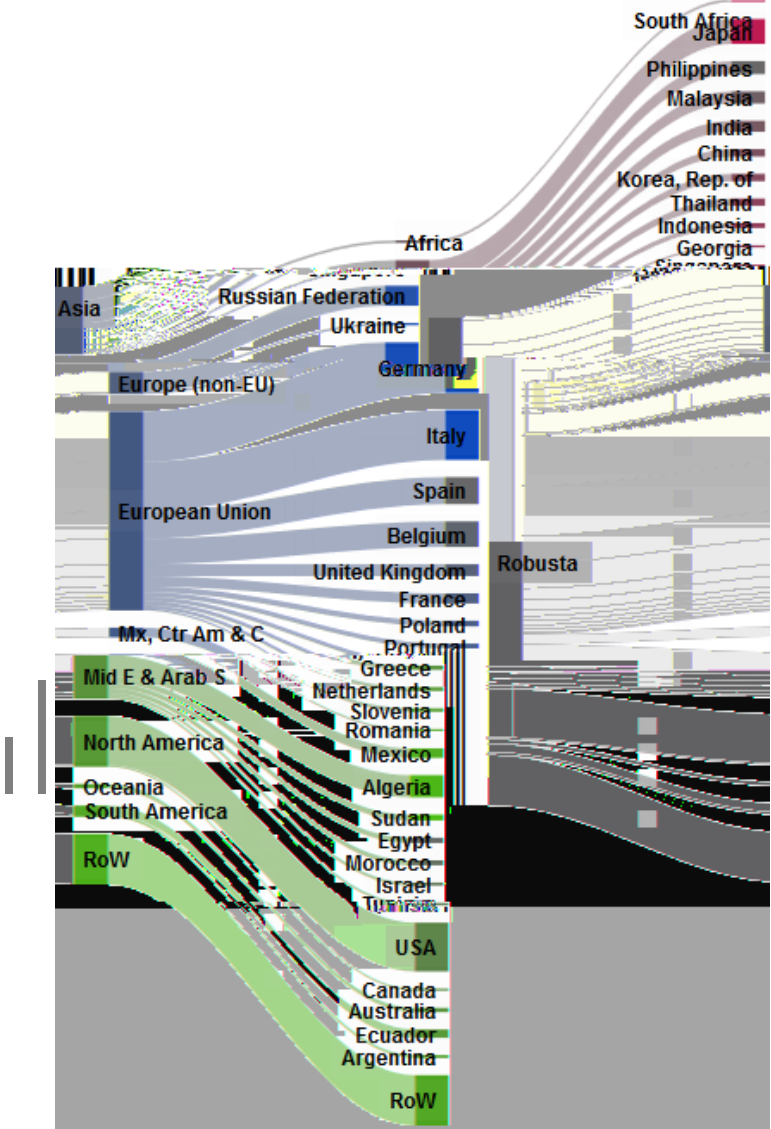 South Africa
Japan
Philippines
Malaysia
India
China
Korea, Rep. of
Thailand
Indonesia
Africa
Georgia
Asia
Russian Federation
Ukraine
Germany
Europe (non-EU)
Italy
Spain
European Union
Belgium
Robusta
United Kingdom
France
Poland
Mx, Ctr Am & C
Portugal
Greece
Mid E & Arab S
Netherlands
Slovenia
Romania
North America
Mexico
Oceania
Algeria
South America
Sudan
Egypt
RoW
Morocco
Israel
USA
Canada
Australia
Ecuador
Argentina
RoW